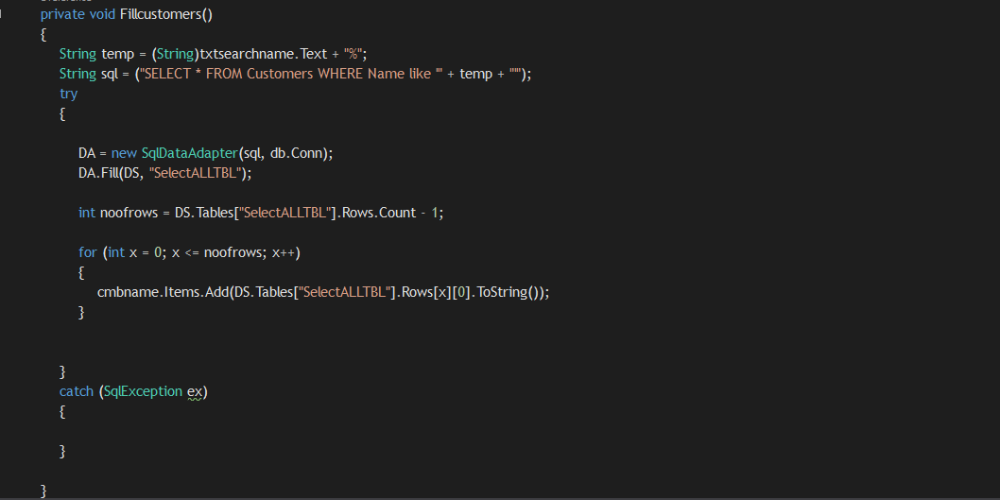 private void Fillcustomers()
{
String temp = (String)txtsearchname.Text + "%";
String sql = ("SELECT * FROM Customers WHERE Name like '" + temp + "'");
try
{
DA = new SqlDataAdapter(sql, db.Conn);
DA.Fill(DS, "SelectALLTBL");
int noofrows = DS.Tables["SelectALLTBL"].Rows.Count - 1;
for (int x = 0; x <= noofrows; x++)
{
cmbname.Items.Add(DS.Tables["SelectALLTBL"].Rows[x][0].ToString());
}
}
catch (SqlException ex)
{
}
}